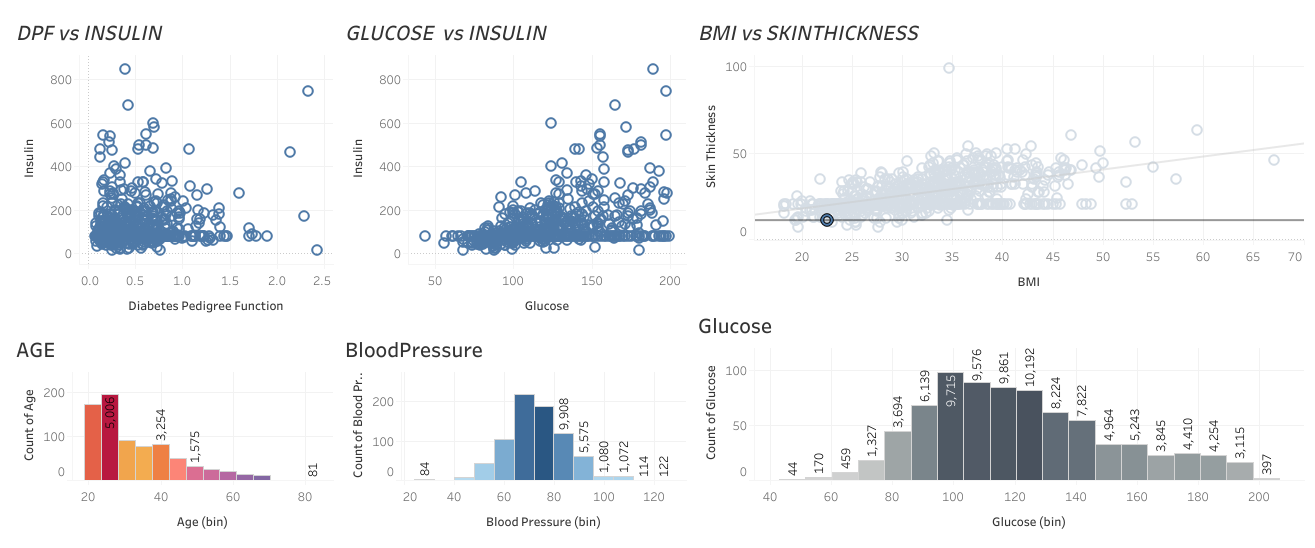 DPF vs INSULIN
GLUCOSE vs INSULIN
BMI vs SKINTHICKNESS
Insulin
800
600
400
200
0
0.0 0.5 1.0 1.5 2.0 2.5
Diabetes Pedigree Function
Insulin
800
600
400
200
0
50 100 150 200
Glucose
Skin Thickness
100
50
0
20 25 30 35 40 45 50 55 60 65 70
BMI
AGE
Count of Age
200
100
0
5,006 3,254 1,575 81
20 40 60 80
Age (bin)
BloodPressure
Count of Blood Pr..
200
100
0
84 9,908 5,575 1,080 1,072 114 122
20 40 60 80 100 120
Blood Pressure (bin)
Glucose
Count of Glucose
100
50
0
44 170 459 1,327 3,694 6,139 9,715 9,576 9,861 10,192 8,224 7,822 4,964 5,243 3,845 4,410 4,254 3,115 397
40 60 80 100 120 140 160 180 200
Glucose (bin)